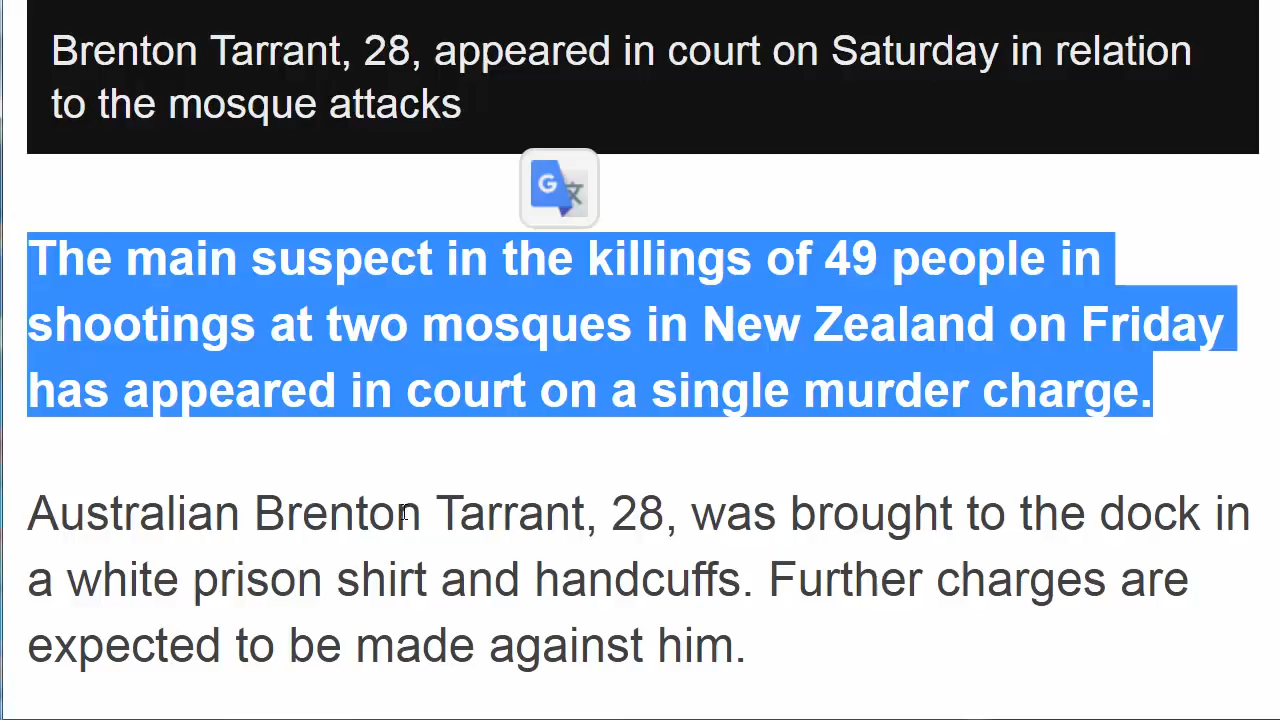 Brenton Tarrant, 28, appeared in court on Saturday in relation
to the mosque attacks
G 文
The main suspect in the killings of 49 people in
shootings at two mosques in New Zealand on Friday
has appeared in court on a single murder charge.
Australian Brenton Tarrant, 28, was brought to the dock in
a white prison shirt and handcuffs. Further charges are
expected to be made against him.